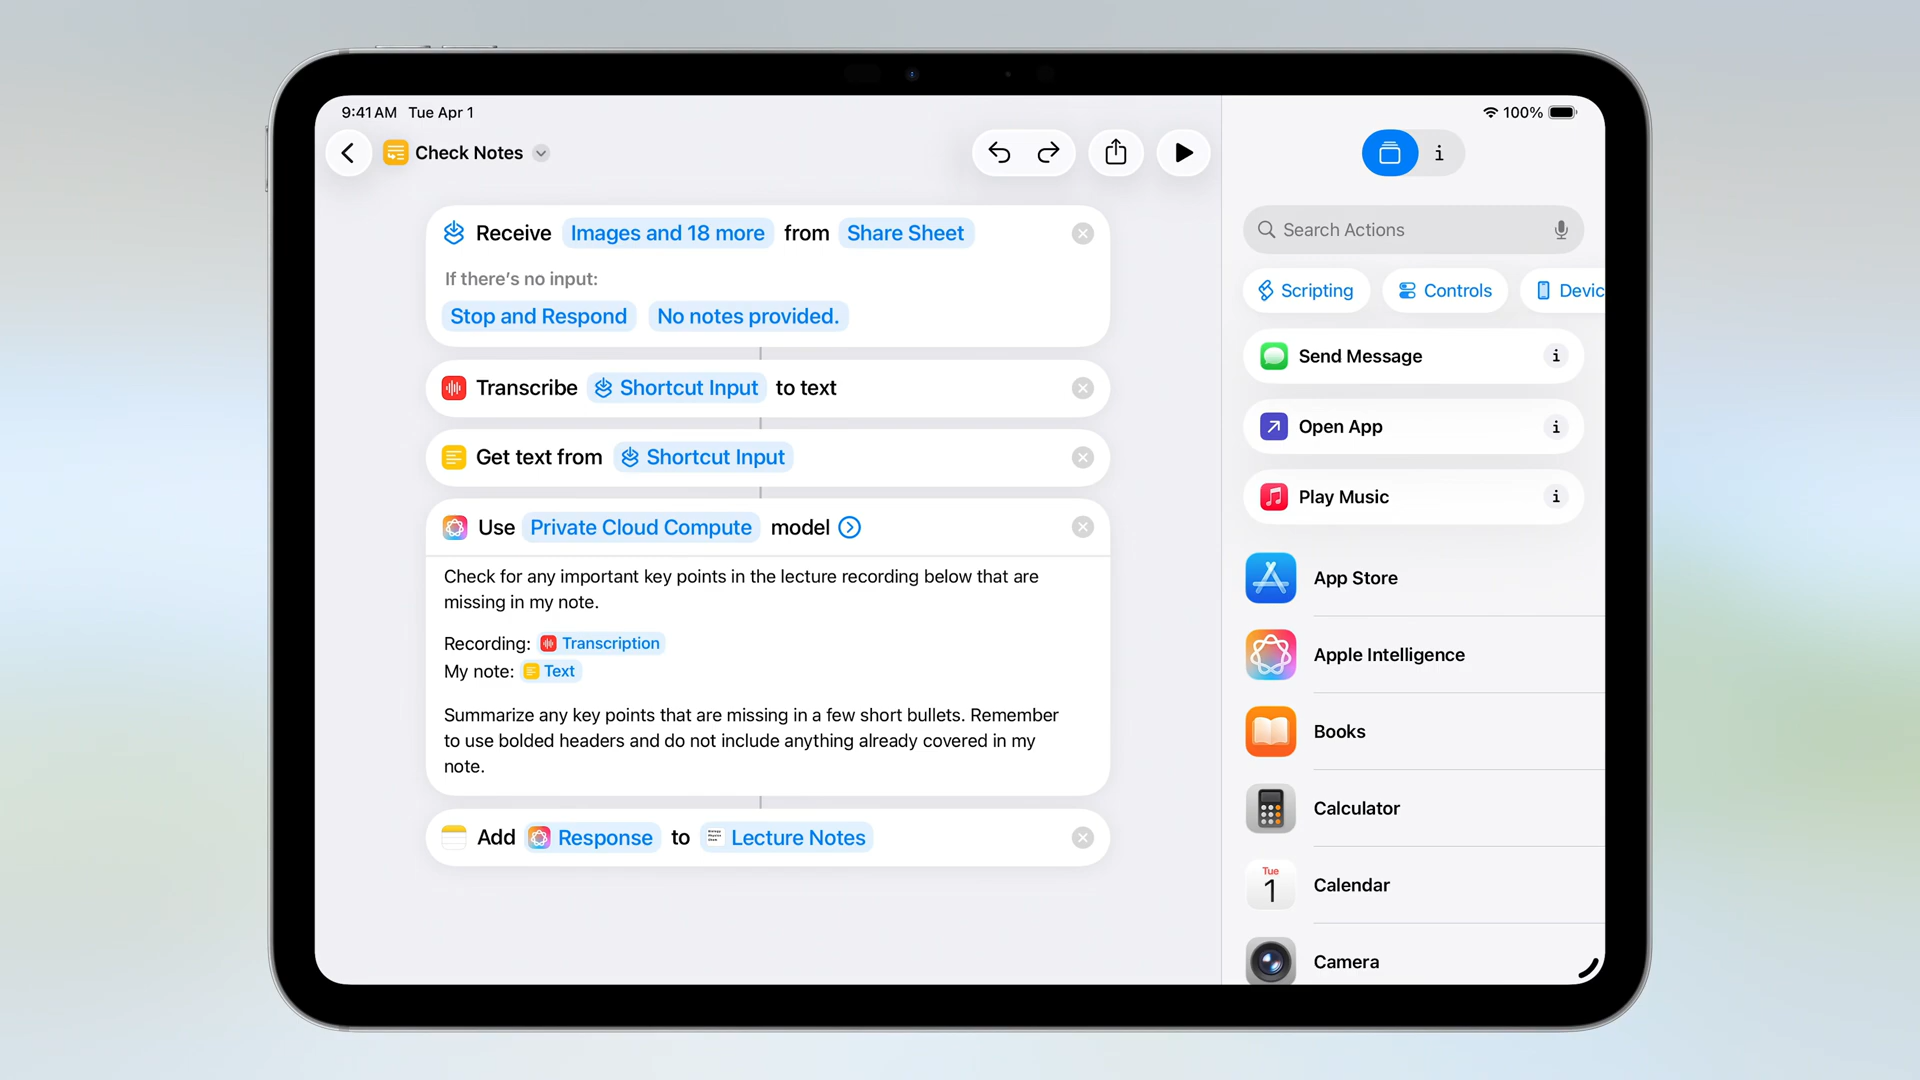 9:41 AM Tue Apr 1
100%
Check Notes
Receive Images and 18 more from Share Sheet
If there's no input:
Stop and Respond No notes provided.
Transcribe Shortcut Input to text
Get text from Shortcut Input
Use Private Cloud Compute model
Check for any important key points in the lecture recording below that are
missing in my note.
Recording: Transcription
My note: Text
Summarize any key points that are missing in a few short bullets. Remember
to use bolded headers and do not include anything already covered in my
note.
Add Response to Lecture Notes
Search Actions
Scripting Controls Devic
Send Message
Open App
Play Music
App Store
Apple Intelligence
Books
Calculator
Tue
1
Calendar
Camera